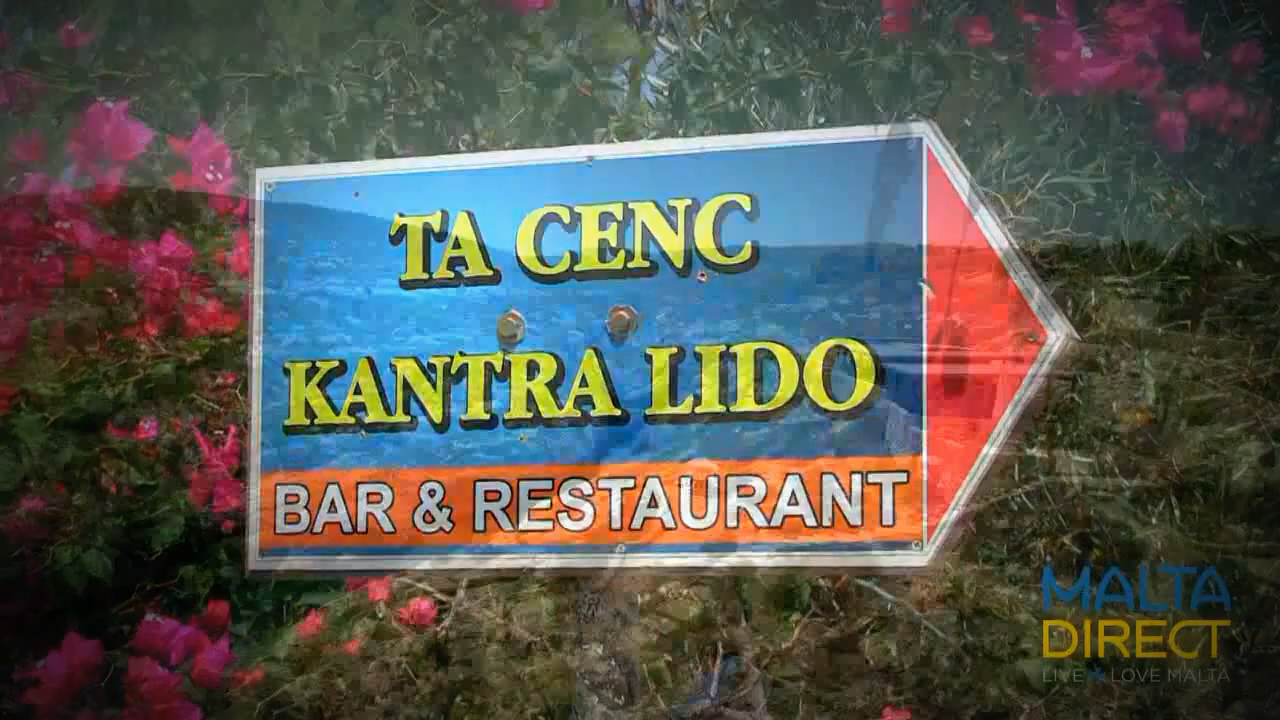 TA CENC
KANTRA LIDO
BAR & RESTAURANT
MALTA
DIRECT
LIVE LOVE MALTA